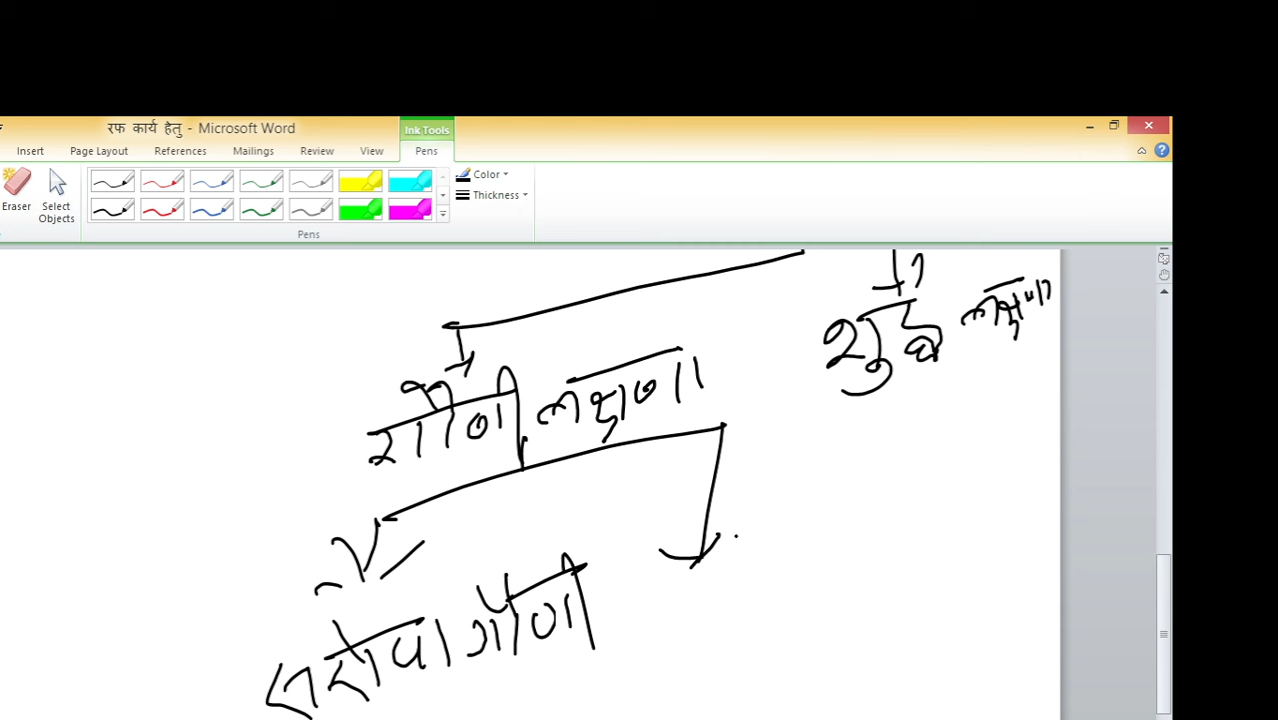 रफ कार्य हेतु - Microsoft Word
Ink Tools
Insert Page Layout References Mailings Review View Pens
Eraser
Select Objects
Color
Thickness
Pens
शुद्ध लक्षणा
गौणी लक्षणा
सरोपा गौणी